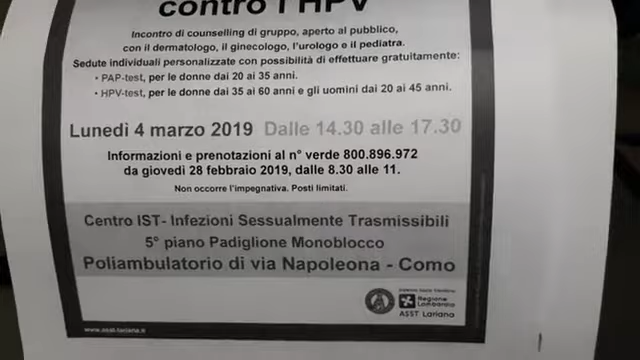 contro l'HPV
Incontro di counselling di gruppo, aperto al pubblico,
con il dermatologo, il ginecologo, l'urologo e il pediatra.
Sedute individuali personalizzate con possibilità di effettuare gratuitamente:
• PAP-test, per le donne dai 20 ai 35 anni.
• HPV-test, per le donne dai 35 ai 60 anni e gli uomini dai 20 ai 45 anni.
Lunedì 4 marzo 2019 Dalle 14.30 alle 17.30
Informazioni e prenotazioni al n° verde 800.896.972
da giovedì 28 febbraio 2019, dalle 8.30 alle 11.
Non occorre l'impegnativa. Posti limitati.
Centro IST- Infezioni Sessualmente Trasmissibili
5° piano Padiglione Monoblocco
Poliambulatorio di via Napoleona - Como
Regione
Lombardia
ASST Lariana
www.asst-lariana.it